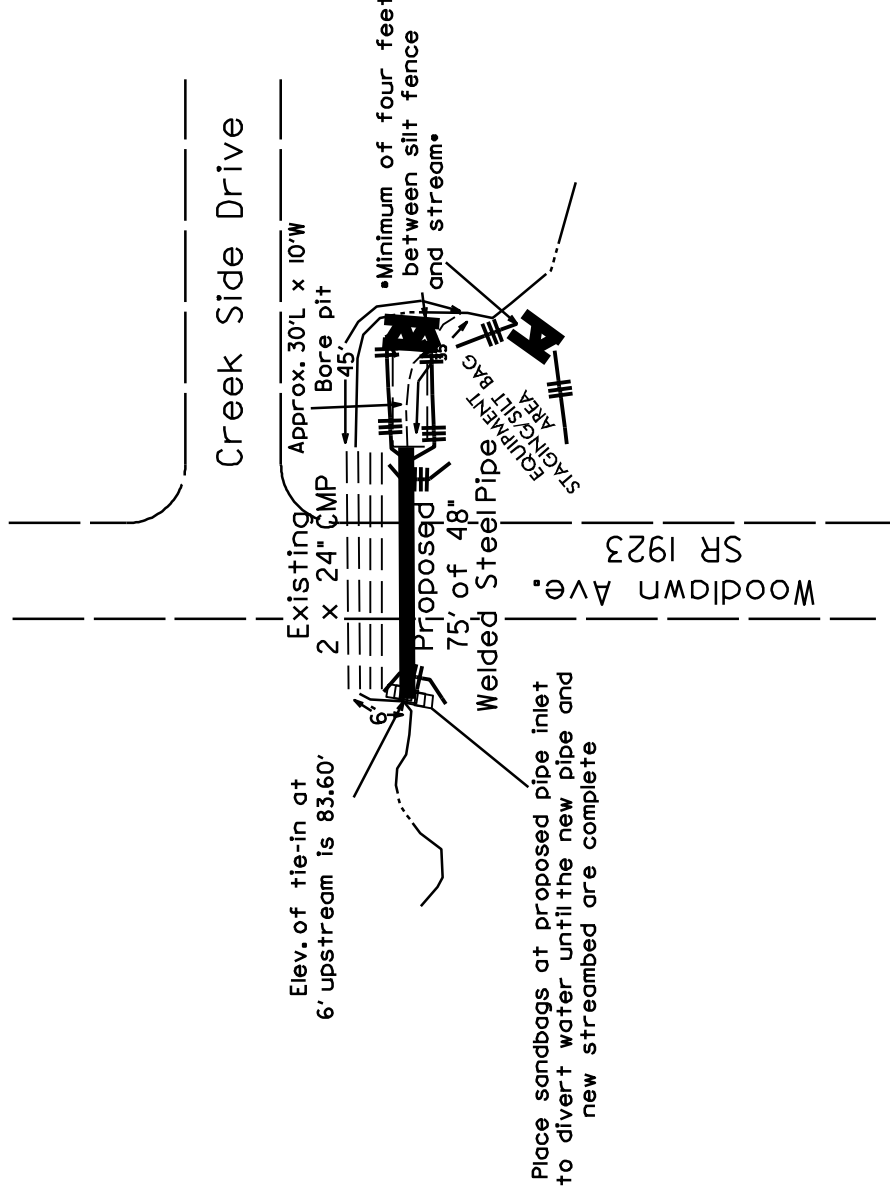 Creek Side Drive
Approx. 30'L x 10'W
Bore pit
45'
*Minimum of four feet
between silt fence
and stream*
35'
EQUIPMENT
STAGING/SILT BAG
AREA
Existing
2 x 24" CMP
Proposed
75' of 48"
Welded Steel Pipe
Woodlawn Ave.
SR 1923
6'
Elev. of tie-in at
6' upstream is 83.60'
Place sandbags at proposed pipe inlet
to divert water until the new pipe and
new streambed are complete